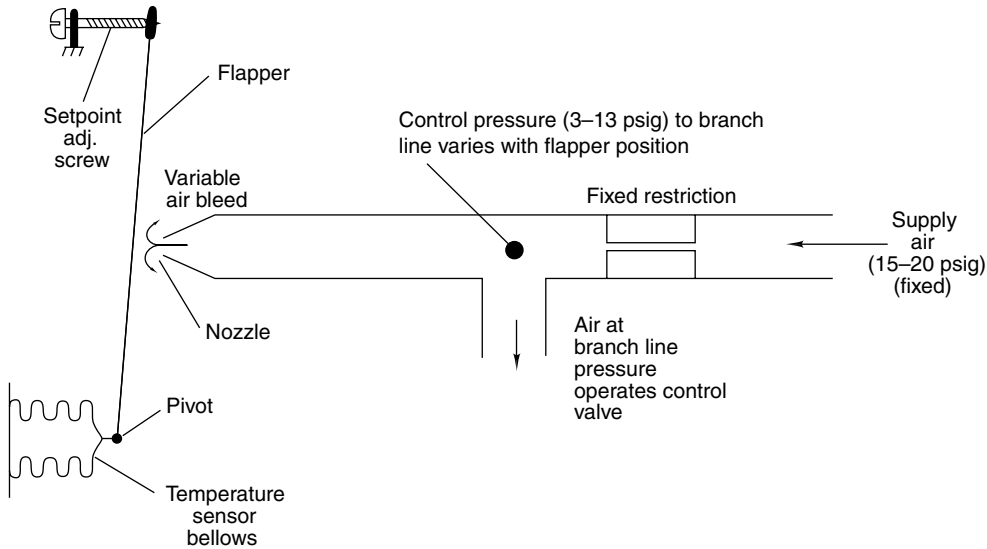 Flapper
Setpoint
adj.
screw
Control pressure (3–13 psig) to branch
line varies with flapper position
Variable
air bleed
Fixed restriction
Supply
air
(15–20 psig)
(fixed)
Nozzle
Air at
branch line
pressure
operates control
valve
Pivot
Temperature
sensor
bellows